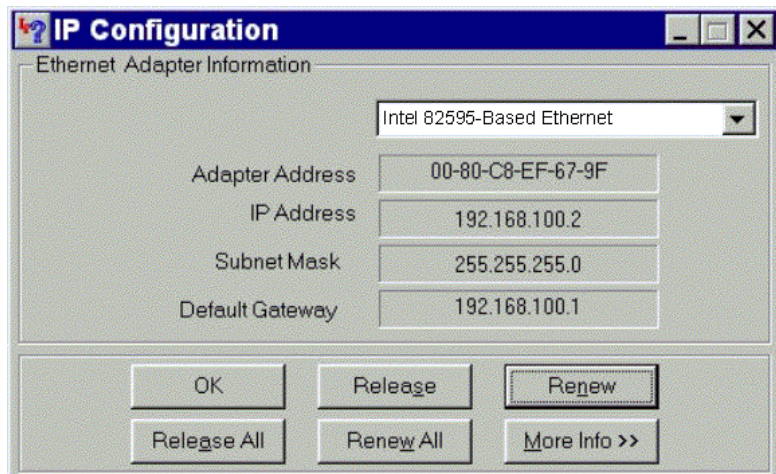 IP Configuration
Ethernet Adapter Information
Intel 82595-Based Ethernet
Adapter Address 00-80-C8-EF-67-9F
IP Address 192.168.100.2
Subnet Mask 255.255.255.0
Default Gateway 192.168.100.1
OK Release Renew
Release All Renew All More Info >>